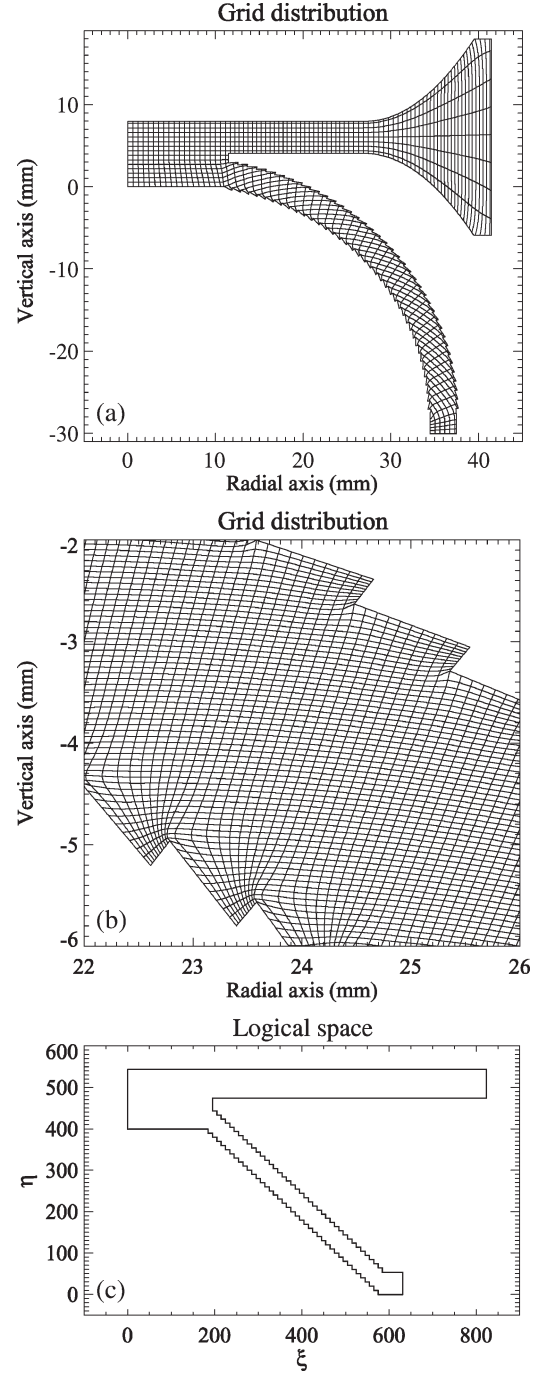 Grid distribution
10
0
-10
-20
-30
Vertical axis (mm)
(a)
0
10
20
30
40
Radial axis (mm)
Grid distribution
-2
-3
-4
-5
-6
Vertical axis (mm)
(b)
22
23
24
25
26
Radial axis (mm)
Logical space
600
500
400
300
200
100
0
η
(c)
0
200
400
600
800
ξ